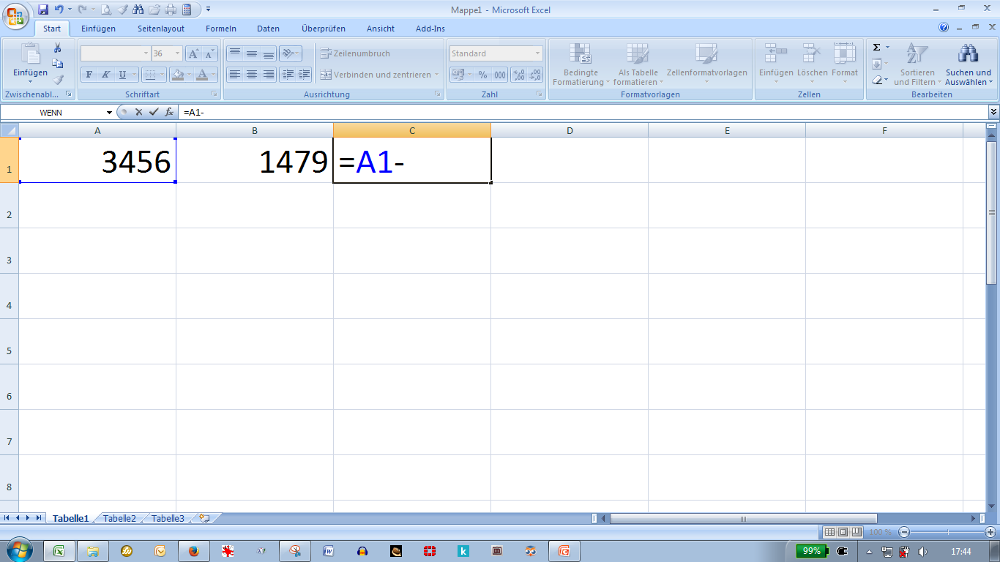 Mappe1 - Microsoft Excel
Start Einfügen Seitenlayout Formeln Daten Überprüfen Ansicht Add-Ins
Einfügen
Zwischenabl...
36
F K U
Schriftart
Zeilenumbruch
Verbinden und zentrieren
Ausrichtung
Standard
% 000
Zahl
Bedingte Formatierung
Als Tabelle formatieren
Zellenformatvorlagen
Formatvorlagen
Einfügen Löschen Format
Zellen
Σ
Sortieren und Filtern
Suchen und Auswählen
Bearbeiten
WENN fx =A1-
A B C D E F
1 3456 1479 =A1-
2
3
4
5
6
7
8
Tabelle1 Tabelle2 Tabelle3
100 %
99% 17:44